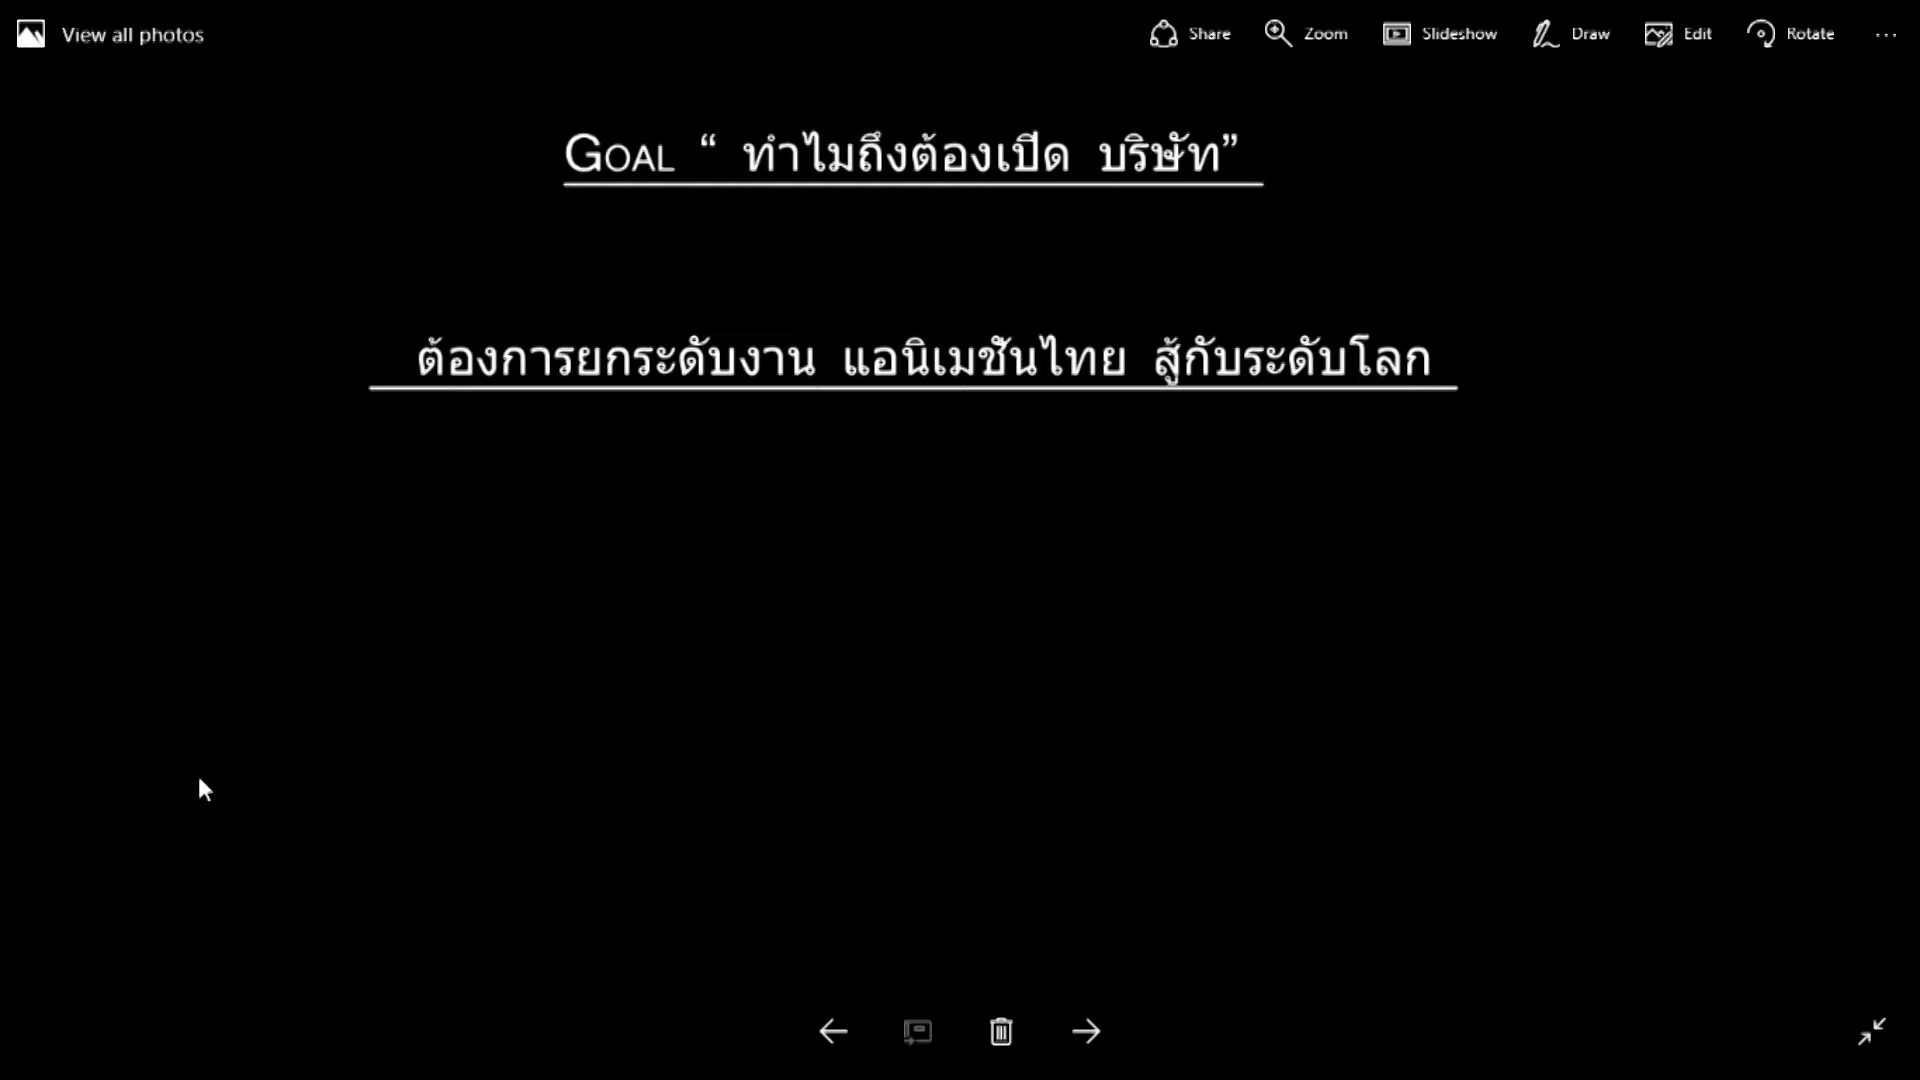 View all photos
Share Zoom Slideshow Draw Edit Rotate ...
GOAL “ ทำไมถึงต้องเปิด บริษัท”
ต้องการยกระดับงาน แอนิเมชันไทย สู้กับระดับโลก